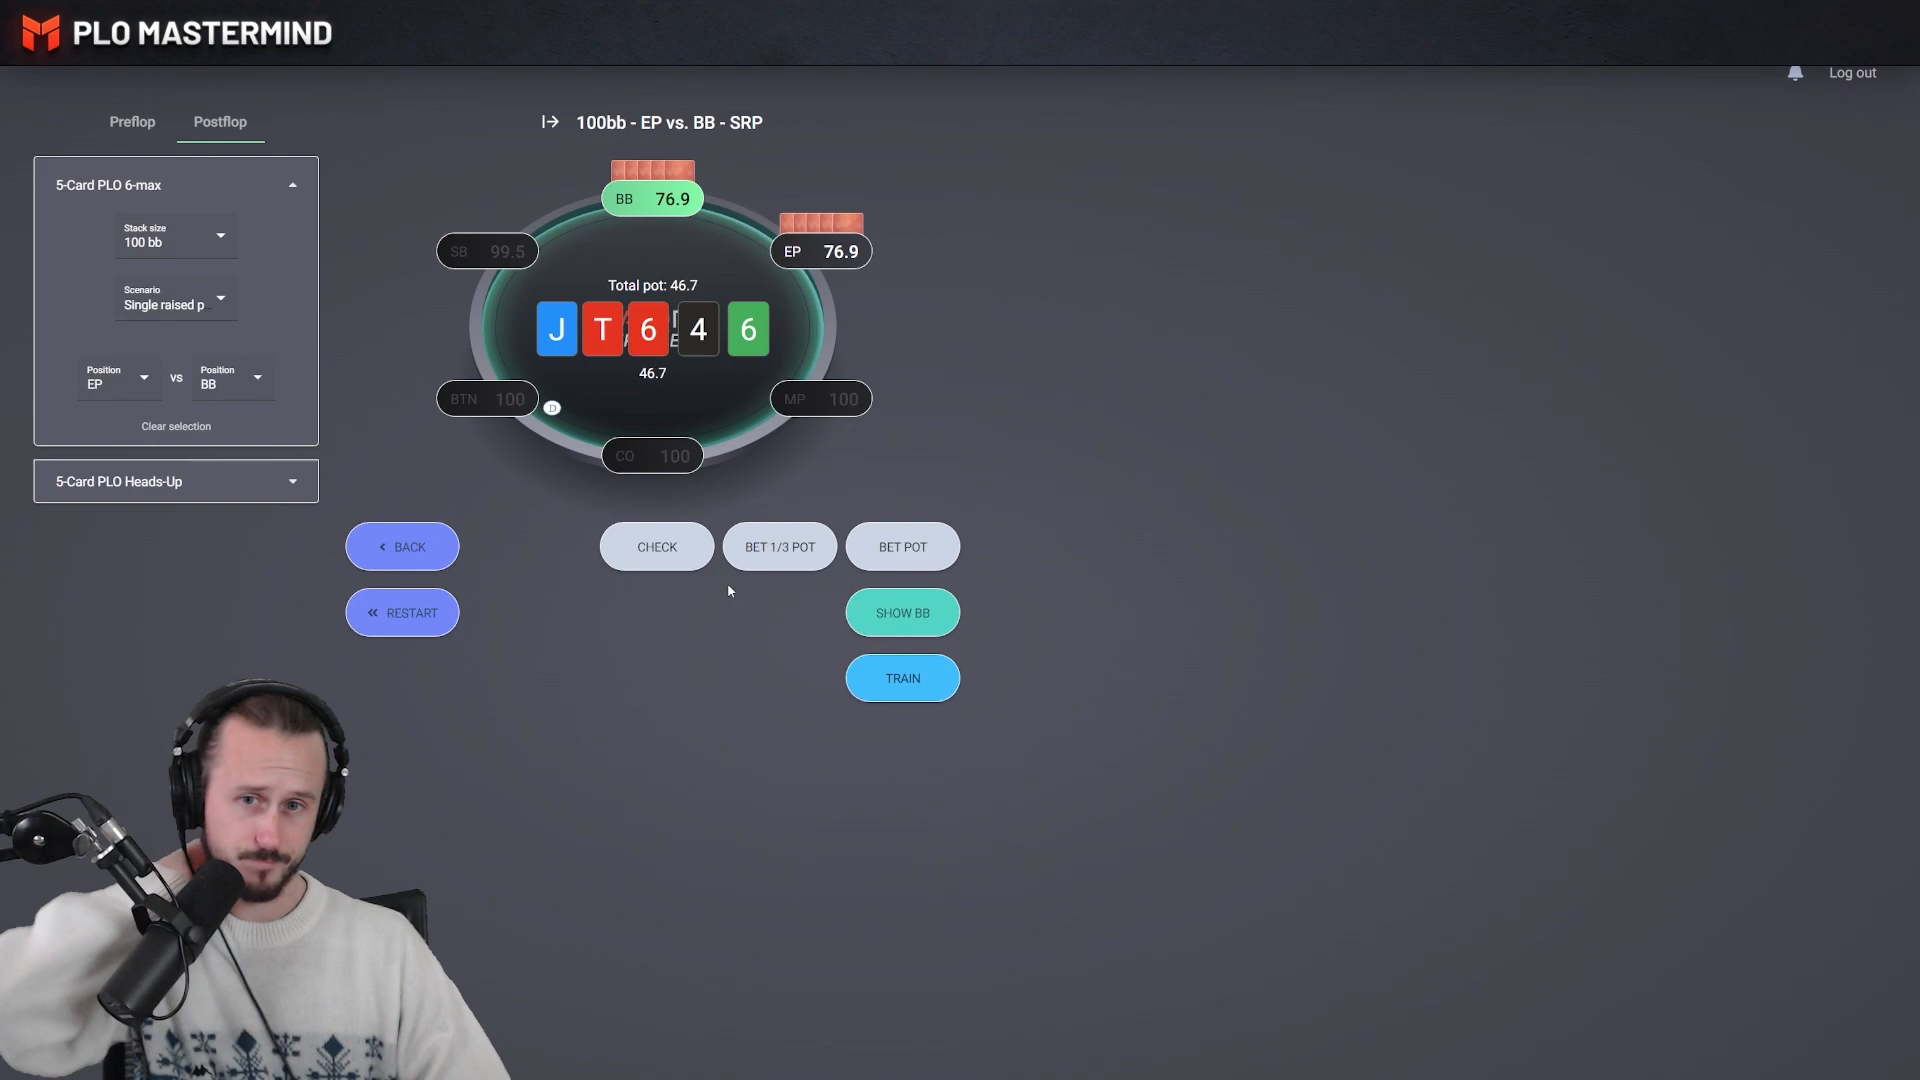 PLO MASTERMIND
Log out
Preflop
Postflop
100bb - EP vs. BB - SRP
5-Card PLO 6-max
Stack size
100 bb
Scenario
Single raised p
Position
EP
vs
Position
BB
Clear selection
5-Card PLO Heads-Up
BB 76.9
SB 99.5
EP 76.9
Total pot: 46.7
J T 6 4 6
46.7
BTN 100
D
MP 100
CO 100
BACK
CHECK
BET 1/3 POT
BET POT
RESTART
SHOW BB
TRAIN